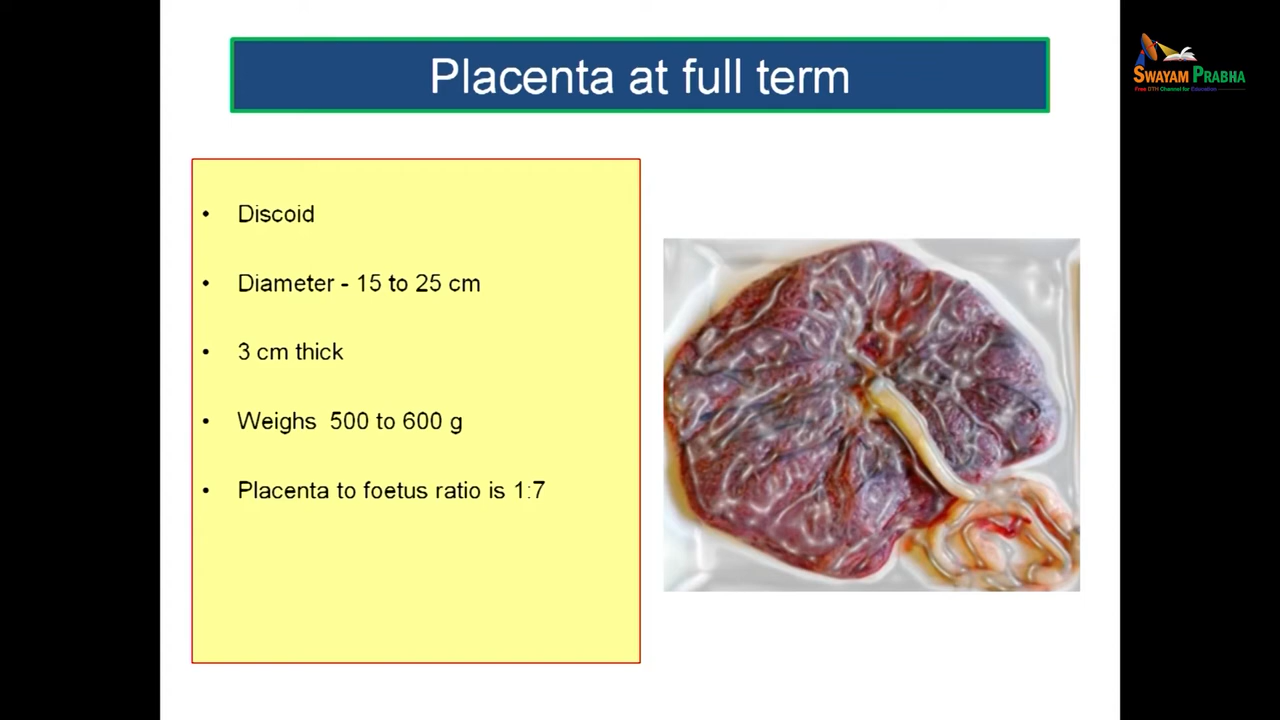 Placenta at full term
SWAYAM PRABHA
Free DTH Channel for Education
• Discoid
• Diameter - 15 to 25 cm
• 3 cm thick
• Weighs 500 to 600 g
• Placenta to foetus ratio is 1:7